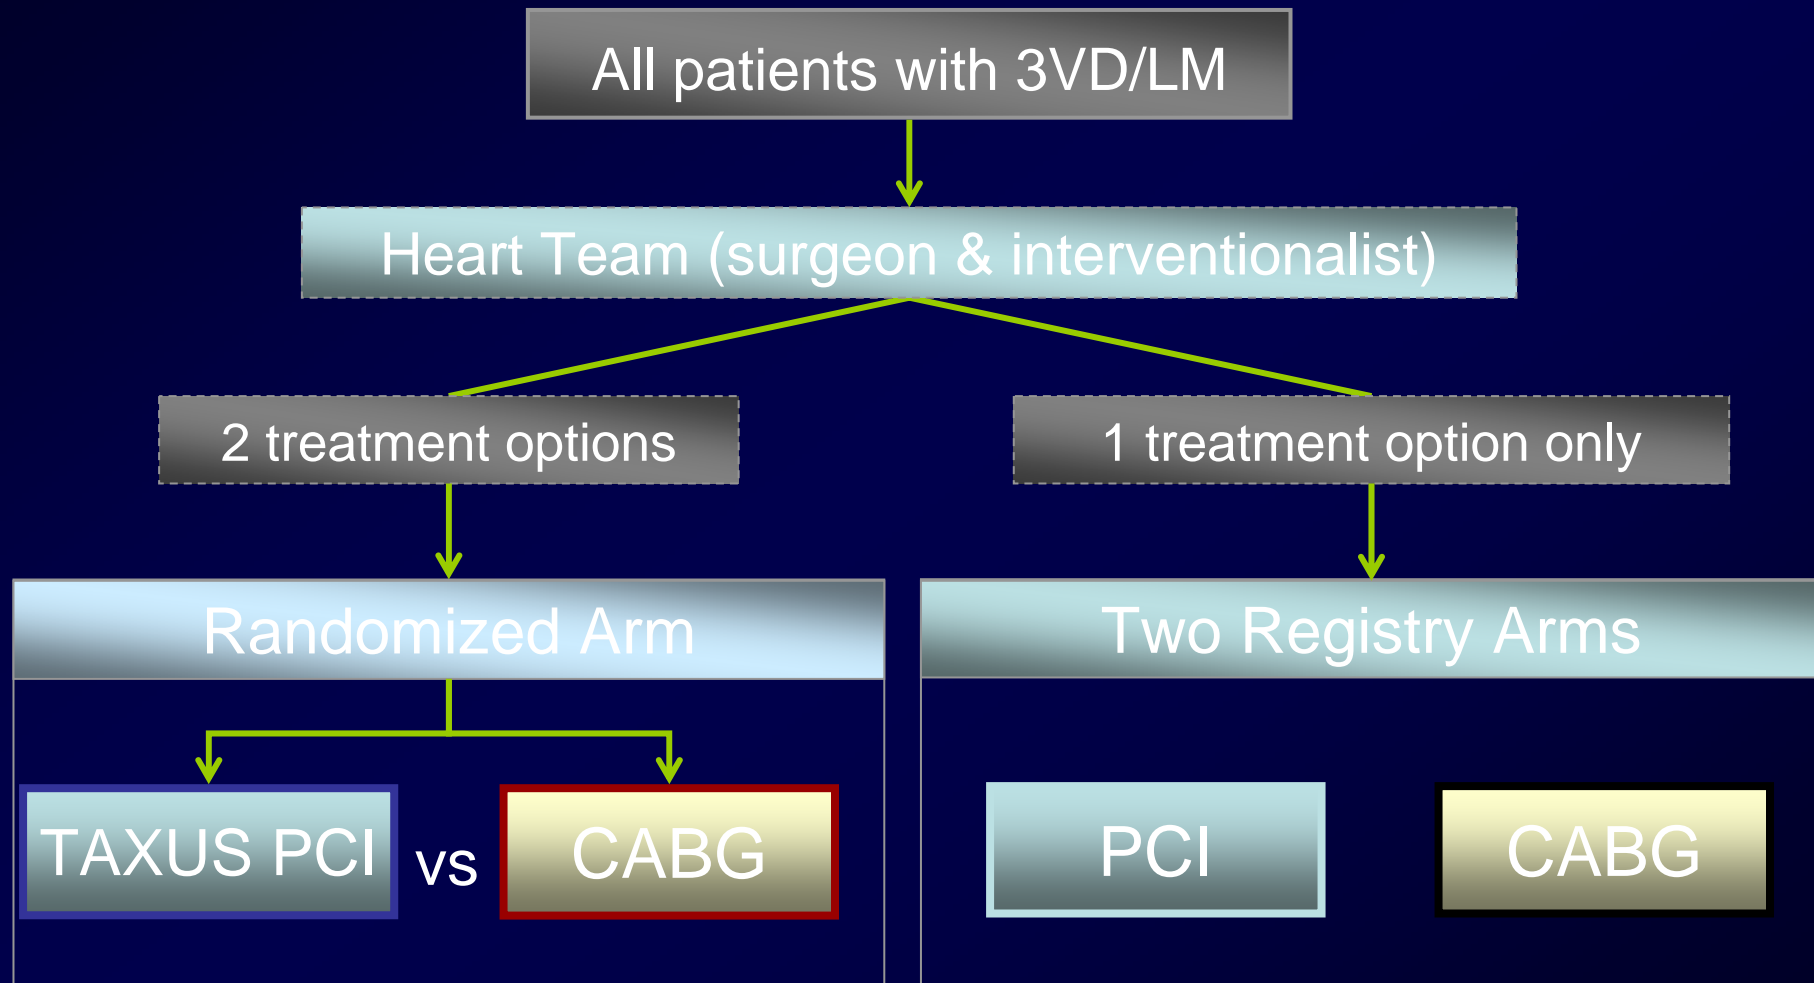 All patients with 3VD/LM
Heart Team (surgeon & interventionalist)
2 treatment options
1 treatment option only
Randomized Arm
Two Registry Arms
TAXUS PCI
vs
CABG
PCI
CABG